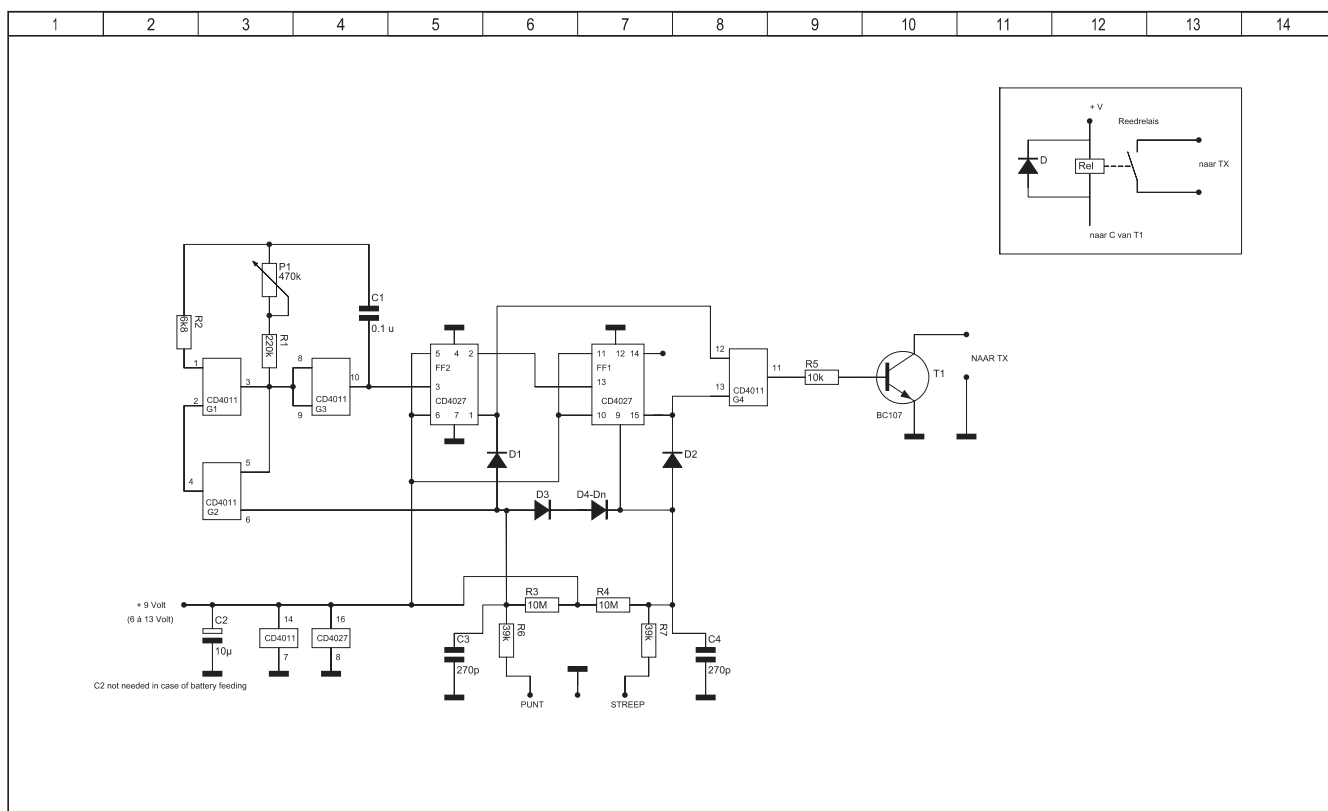 1 2 3 4 5 6 7 8 9 10 11 12 13 14
+ V
Reedrelais
D
Rel
naar TX
naar C van T1
P1
470k
C1
0.1 u
R2
6k8
R1
220k
1
3
2
CD4011
G1
8
10
9
CD4011
G3
5 4 2
FF2
3
CD4027
6 7 1
11 12 14
FF1
13
CD4027
10 9 15
12
11
13
CD4011
G4
R5
10k
T1
BC107
NAAR TX
4
5
CD4011
G2
6
D1
D2
D3
D4-Dn
+ 9 Volt
(6 á 13 Volt)
C2
10µ
14
CD4011
7
16
CD4027
8
R3
10M
R4
10M
R6
39k
R7
39k
C3
270p
C4
270p
PUNT
STREEP
C2 not needed in case of battery feeding